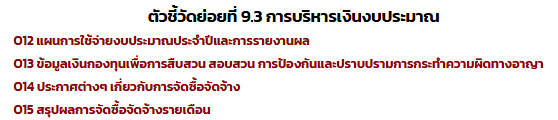 ตัวชี้วัดย่อยที่ 9.3 การบริหารเงินงบประมาณ
O12 แผนการใช้จ่ายงบประมาณประจำปีและการรายงานผล
O13 ข้อมูลเงินกองทุนเพื่อการสืบสวน สอบสวน การป้องกันและปราบปรามการกระทำความผิดทางอาญา
O14 ประกาศต่างๆ เกี่ยวกับการจัดซื้อจัดจ้าง
O15 สรุปผลการจัดซื้อจัดจ้างรายเดือน